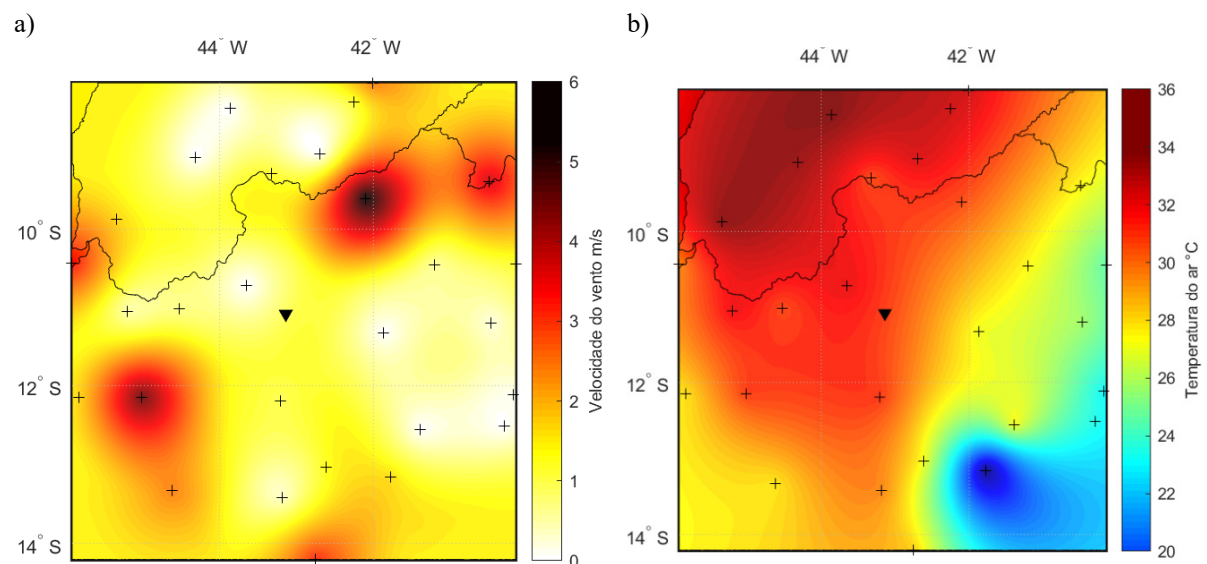 a)
b)
44° W
42° W
44° W
42° W
10° S
12° S
14° S
6
5
4
3
2
1
0
Velocidade do vento m/s
10° S
12° S
14° S
36
34
32
30
28
26
24
22
20
Temperatura do ar °C